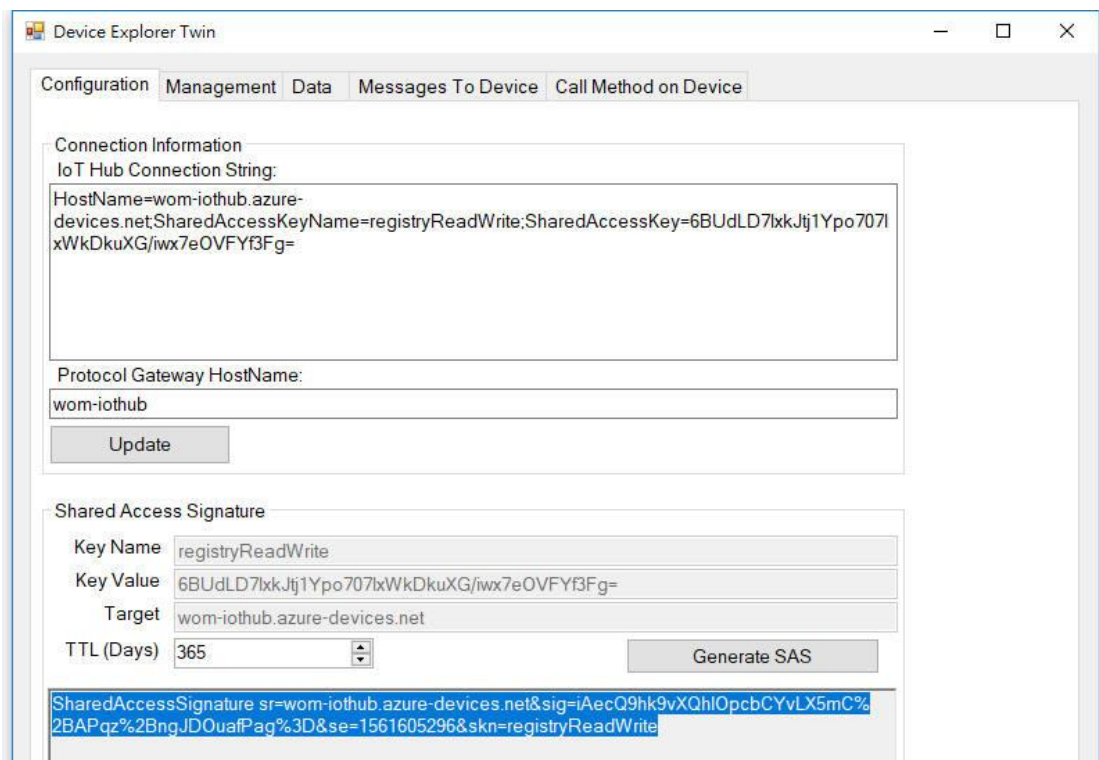 Device Explorer Twin
Configuration Management Data Messages To Device Call Method on Device
Connection Information
IoT Hub Connection String:
HostName=wom-iothub.azure-
devices.net;SharedAccessKeyName=registryReadWrite;SharedAccessKey=6BUdLD7lxkJtj1Ypo707l
xWkDkuXG/iwx7eOVFYf3Fg=
Protocol Gateway HostName:
wom-iothub
Update
Shared Access Signature
Key Name registryReadWrite
Key Value 6BUdLD7lxkJtj1Ypo707lxWkDkuXG/iwx7eOVFYf3Fg=
Target wom-iothub.azure-devices.net
TTL (Days) 365 Generate SAS
SharedAccessSignature sr=wom-iothub.azure-devices.net&sig=iAecQ9hk9vXQhIOpcbCYvLX5mC%
2BAPqz%2BngJDOuafPag%3D&se=1561605296&skn=registryReadWrite